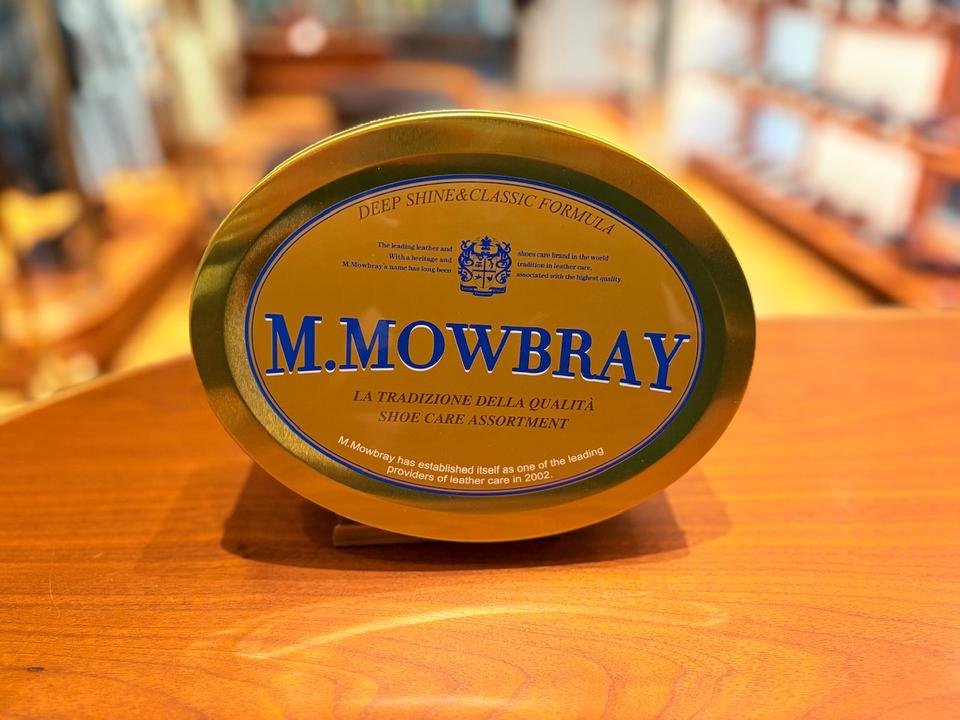 DEEP SHINE&CLASSIC FORMULA
The leading leather and shoes care brand in the world
With a heritage and tradition in leather care,
M.Mowbray's name has long been associated with the highest quality.
M.MOWBRAY
LA TRADIZIONE DELLA QUALITÀ
SHOE CARE ASSORTMENT
M.Mowbray has established itself as one of the leading
providers of leather care in 2002.